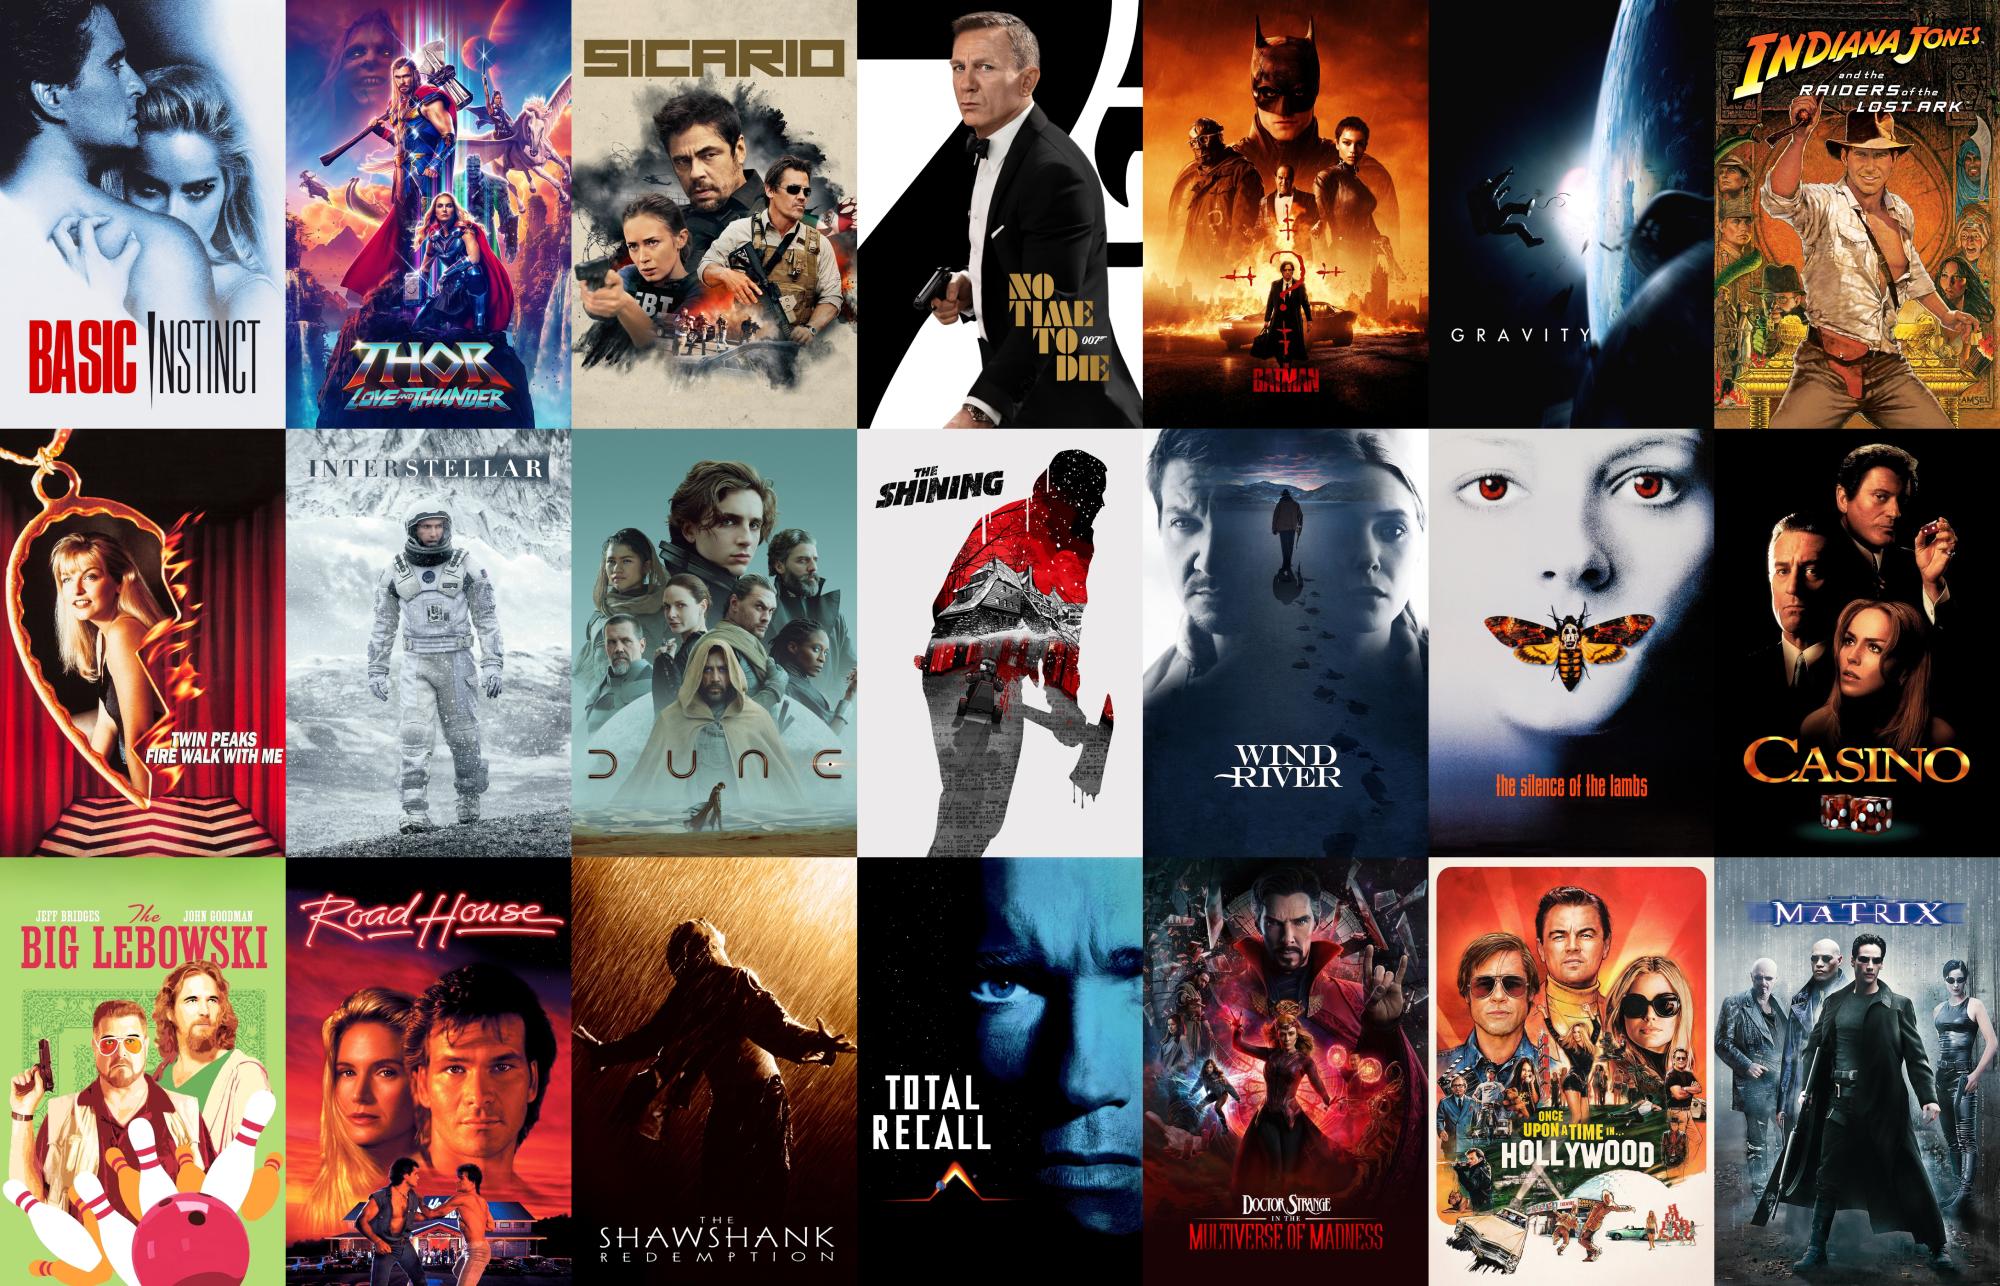 BASIC INSTINCT
THOR
LOVE AND THUNDER
SICARIO
NO
TIME
TO
DIE
007
THE
BATMAN
GRAVITY
INDIANA JONES
and the
RAIDERS of the
LOST ARK
AMSEL
FBI
TWIN PEAKS
FIRE WALK WITH ME
INTERSTELLAR
DUNE
THE
SHINING
WIND
RIVER
the silence of the lambs
CASINO
JEFF BRIDGES The JOHN GOODMAN
BIG LEBOWSKI
Road House
THE
SHAWSHANK
REDEMPTION
TOTAL
RECALL
DOCTOR STRANGE
IN THE
MULTIVERSE OF MADNESS
ONCE
UPON A TIME IN...
HOLLYWOOD
THE
MATRIX